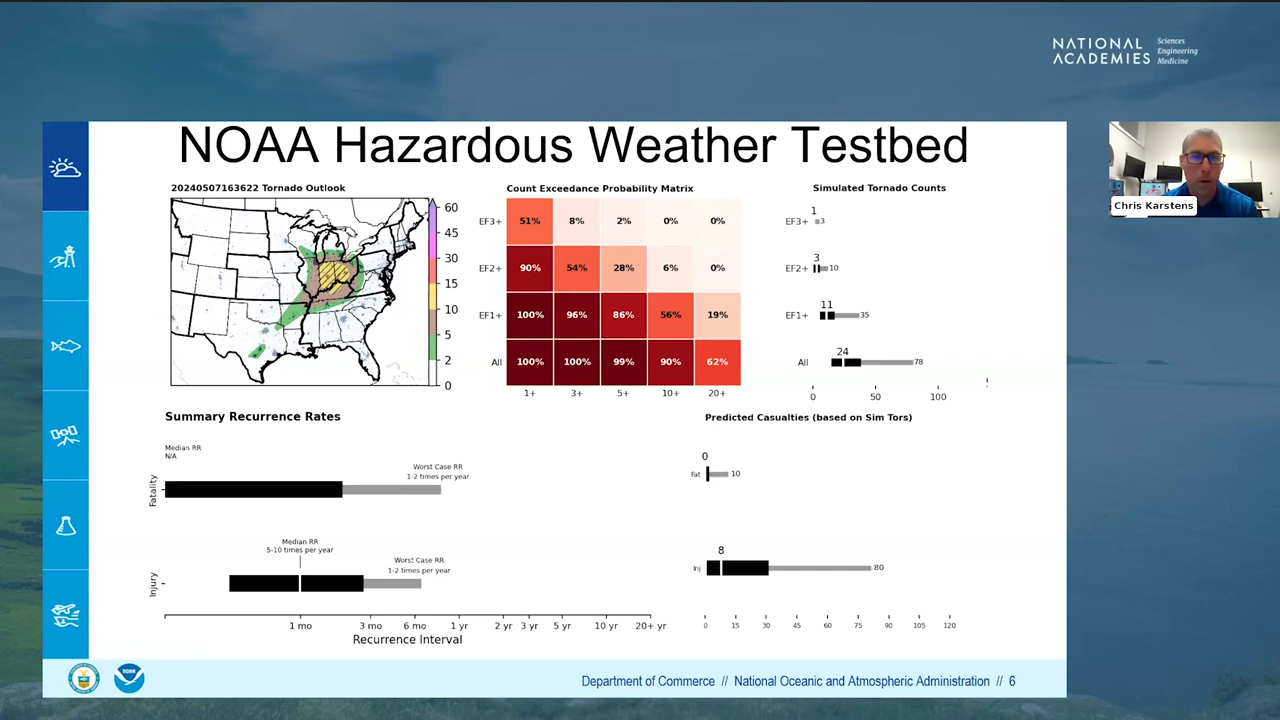 NATIONAL ACADEMIES
Sciences
Engineering
Medicine
NOAA Hazardous Weather Testbed
Chris Karstens
20240507163622 Tornado Outlook
60
45
30
15
10
5
2
0
Count Exceedance Probability Matrix
EF3+ 51% 8% 2% 0% 0%
EF2+ 90% 54% 28% 6% 0%
EF1+ 100% 96% 86% 56% 19%
All 100% 100% 99% 90% 62%
1+ 3+ 5+ 10+ 20+
Simulated Tornado Counts
1
EF3+ 3
3
EF2+ 10
11
EF1+ 35
24
All 78
0 50 100
Summary Recurrence Rates
Median RR
N/A
Worst Case RR
1-2 times per year
Fatality
Median RR
5-10 times per year
Worst Case RR
1-2 times per year
Injury
1 mo 3 mo 6 mo 1 yr 2 yr 3 yr 5 yr 10 yr 20+ yr
Recurrence Interval
Predicted Casualties (based on Sim Tors)
0
Fat 10
8
Inj 80
0 15 30 45 60 75 90 105 120
NOAA
Department of Commerce // National Oceanic and Atmospheric Administration // 6